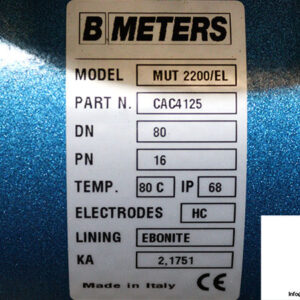 B METERS
MODEL MUT 2200/EL
PART N. CAC4125
DN 80
PN 16
TEMP. 80 C IP 68
ELECTRODES HC
LINING EBONITE
KA 2,1751
Made in Italy CE